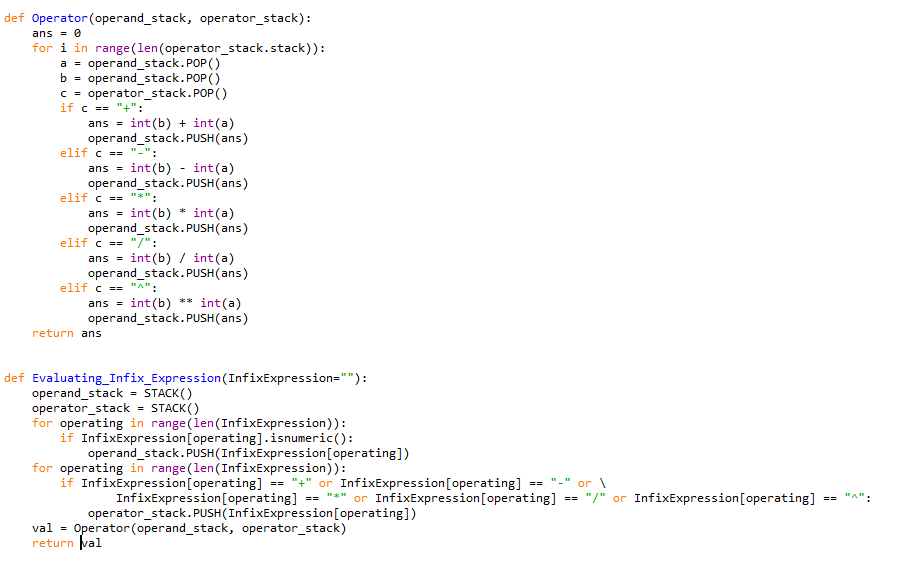 def Operator(operand_stack, operator_stack):
    ans = 0
    for i in range(len(operator_stack.stack)):
        a = operand_stack.POP()
        b = operand_stack.POP()
        c = operator_stack.POP()
        if c == "+":
            ans = int(b) + int(a)
            operand_stack.PUSH(ans)
        elif c == "-":
            ans = int(b) - int(a)
            operand_stack.PUSH(ans)
        elif c == "*":
            ans = int(b) * int(a)
            operand_stack.PUSH(ans)
        elif c == "/":
            ans = int(b) / int(a)
            operand_stack.PUSH(ans)
        elif c == "^":
            ans = int(b) ** int(a)
            operand_stack.PUSH(ans)
    return ans
def Evaluating_Infix_Expression(InfixExpression=""):
    operand_stack = STACK()
    operator_stack = STACK()
    for operating in range(len(InfixExpression)):
        if InfixExpression[operating].isnumeric():
            operand_stack.PUSH(InfixExpression[operating])
    for operating in range(len(InfixExpression)):
        if InfixExpression[operating] == "+" or InfixExpression[operating] == "-" or \
                InfixExpression[operating] == "*" or InfixExpression[operating] == "/" or InfixExpression[operating] == "^":
            operator_stack.PUSH(InfixExpression[operating])
    val = Operator(operand_stack, operator_stack)
    return val